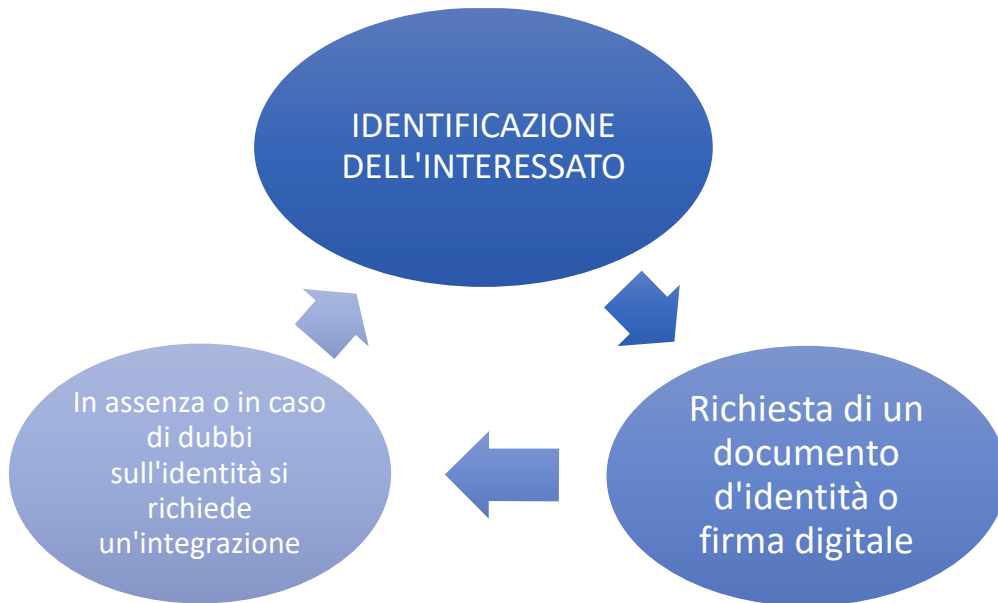 IDENTIFICAZIONE
DELL'INTERESSATO
Richiesta di un
documento
d'identità o
firma digitale
In assenza o in caso
di dubbi
sull'identità si
richiede
un'integrazione